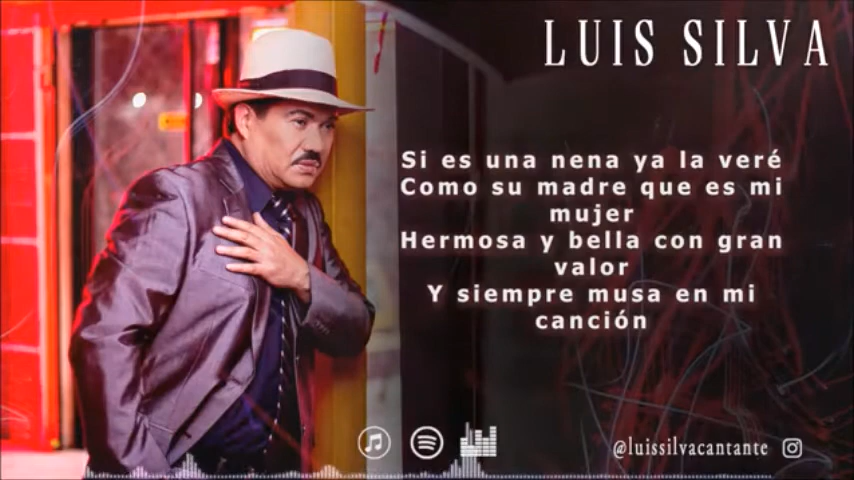 LUIS SILVA
Si es una nena ya la veré
Como su madre que es mi
mujer
Hermosa y bella con gran
valor
Y siempre musa en mi
canción
@luissilvacantante